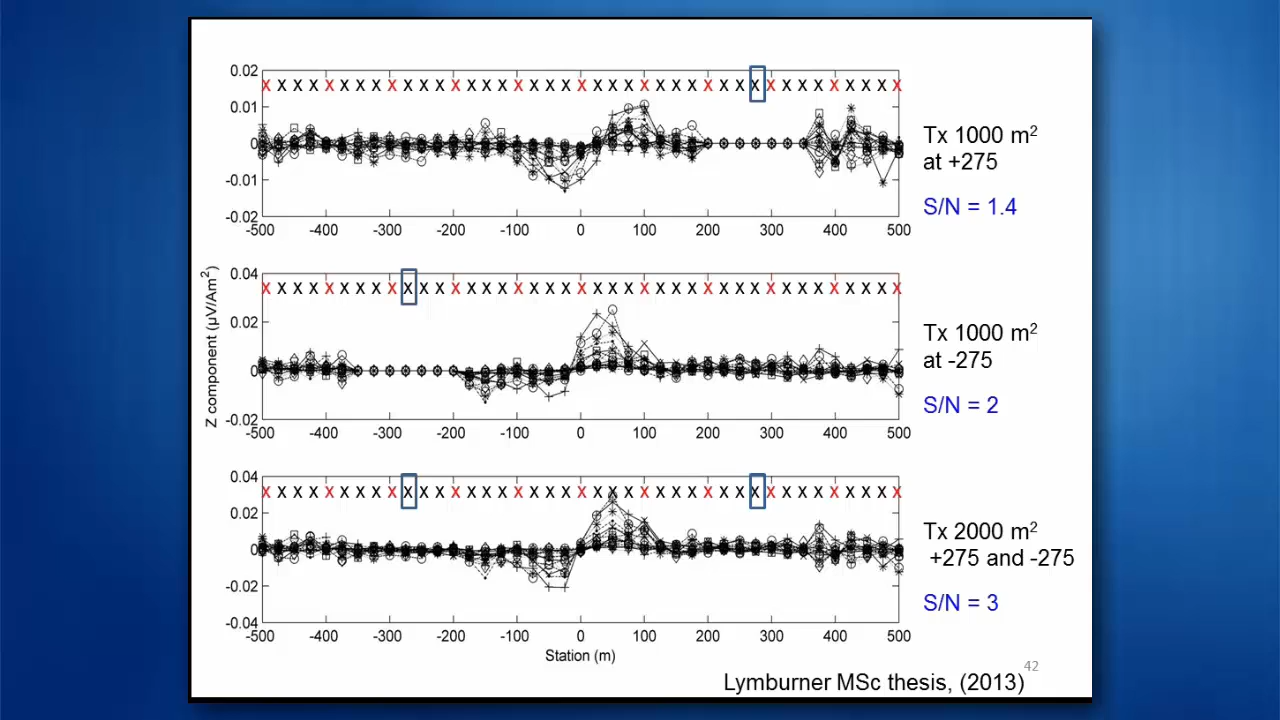 0.02
X X X X X X X X X X X X X X X X X X X X X X X X X X X X X X X X X X X X X X X X X
0.01
0
-0.01
-0.02
-500 -400 -300 -200 -100 0 100 200 300 400 500
Tx 1000 m²
at +275
S/N = 1.4
Z component (µV/Am²)
0.04
X X X X X X X X X X X X X X X X X X X X X X X X X X X X X X X X X X X X X X X X X
0.02
0
-0.02
-500 -400 -300 -200 -100 0 100 200 300 400 500
Tx 1000 m²
at -275
S/N = 2
0.04
X X X X X X X X X X X X X X X X X X X X X X X X X X X X X X X X X X X X X X X X X
0.02
0
-0.02
-0.04
-500 -400 -300 -200 -100 0 100 200 300 400 500
Station (m)
Tx 2000 m²
+275 and -275
S/N = 3
42
Lymburner MSc thesis, (2013)